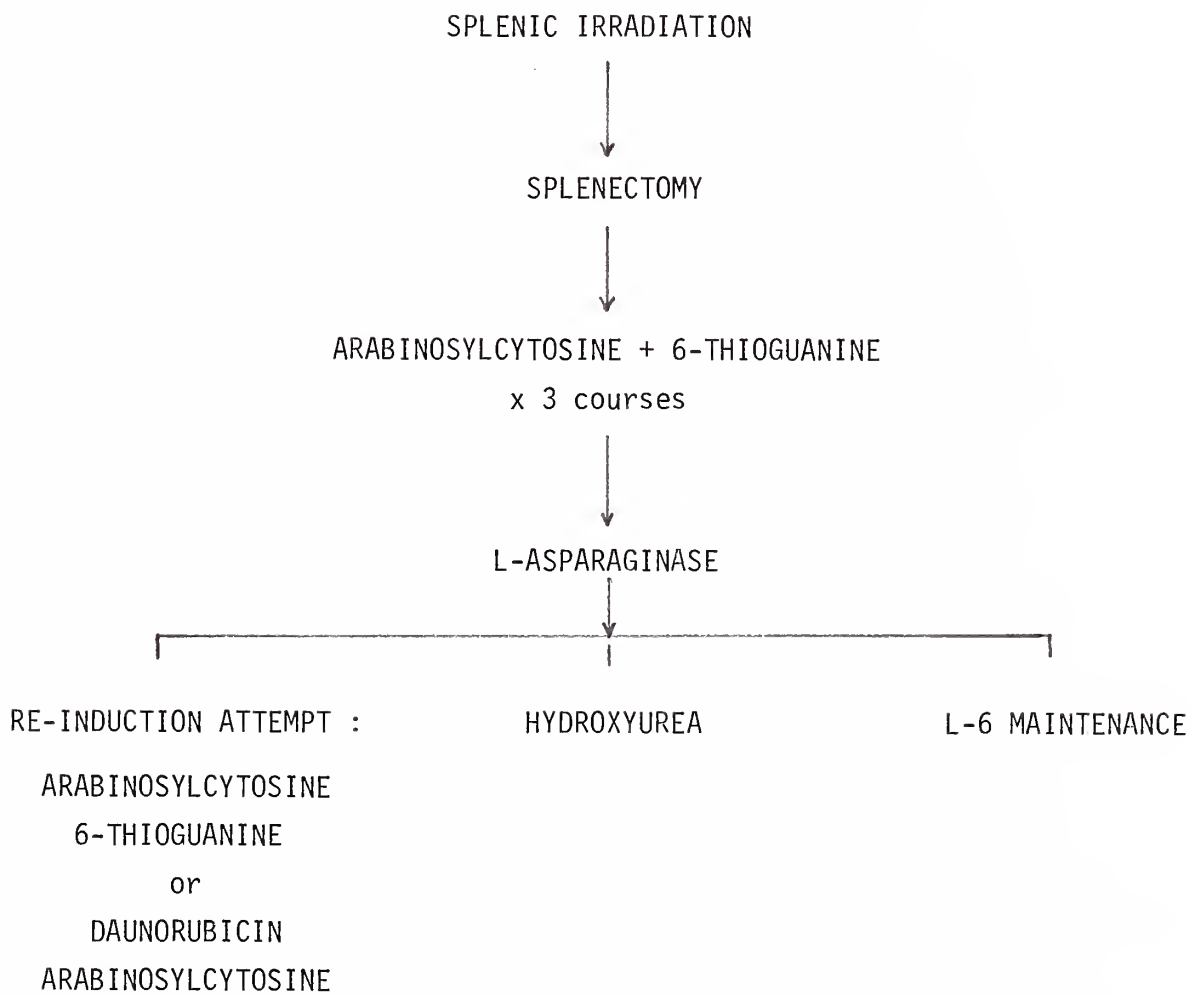 SPLENIC IRRADIATION
SPLENECTOMY
ARABINOSYLCYTOSINE + 6-THIOGUANINE
x 3 courses
L-ASPARAGINASE
RE-INDUCTION ATTEMPT :
HYDROXYUREA
L-6 MAINTENANCE
ARABINOSYLCYTOSINE
6-THIOGUANINE
or
DAUNORUBICIN
ARABINOSYLCYTOSINE